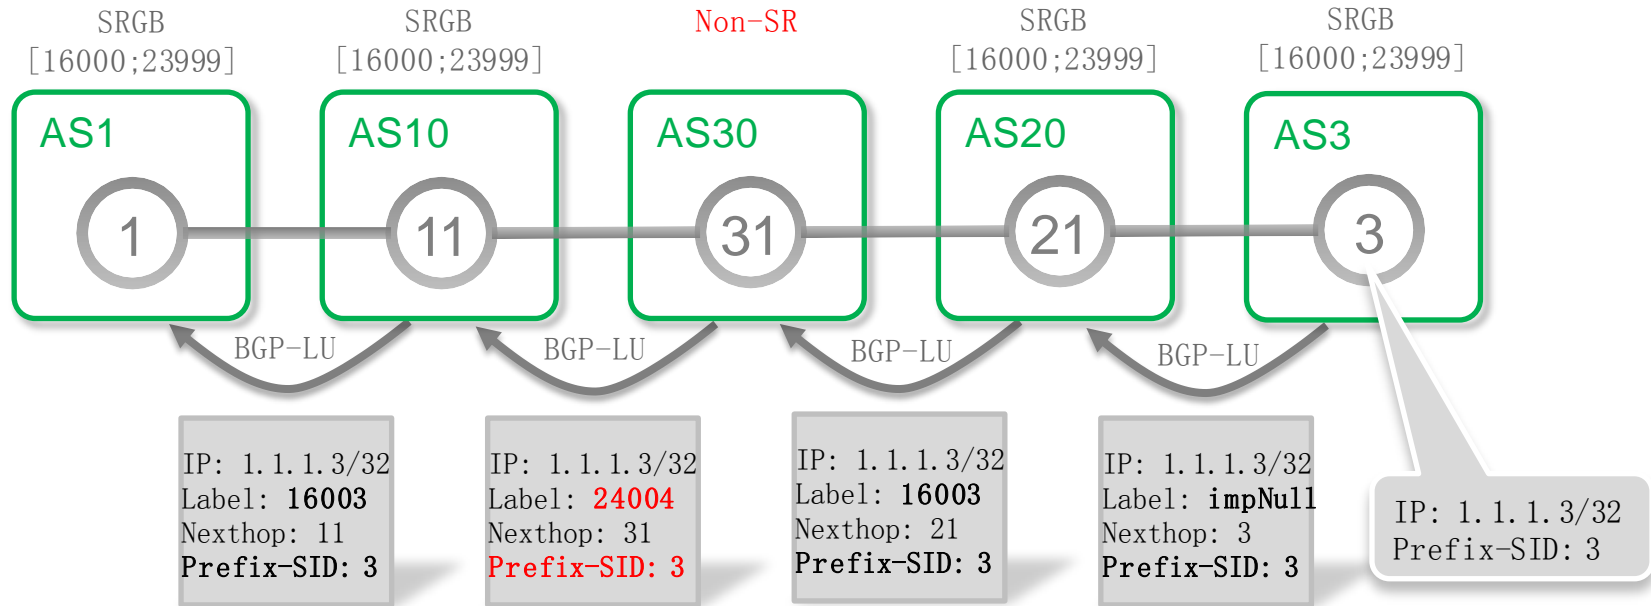 SRGB
[16000;23999]
SRGB
[16000;23999]
Non-SR
SRGB
[16000;23999]
SRGB
[16000;23999]
AS1
AS10
AS30
AS20
AS3
1
11
31
21
3
BGP-LU
BGP-LU
BGP-LU
BGP-LU
IP: 1.1.1.3/32
Label: 16003
Nexthop: 11
Prefix-SID: 3
IP: 1.1.1.3/32
Label: 24004
Nexthop: 31
Prefix-SID: 3
IP: 1.1.1.3/32
Label: 16003
Nexthop: 21
Prefix-SID: 3
IP: 1.1.1.3/32
Label: impNull
Nexthop: 3
Prefix-SID: 3
IP: 1.1.1.3/32
Prefix-SID: 3